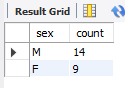 Result Grid
sex count
M 14
F 9